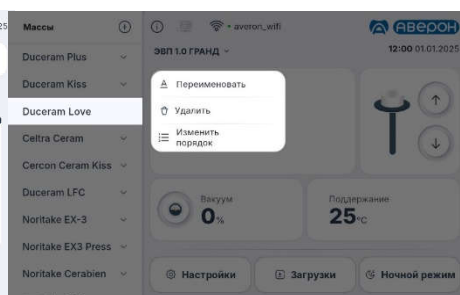 25
Массы
averon_wifi
АВЕРОН
ЭВП 1.0 ГРАНД
12:00 01.01.2025
Duceram Plus
Duceram Kiss
Duceram Love
Celtra Ceram
Cercon Ceram Kiss
Duceram LFC
Noritake EX-3
Noritake EX3 Press
Noritake Cerabien
Переименовать
Удалить
Изменить
порядок
Вакуум
0%
Поддержание
25°C
Настройки
Загрузки
Ночной режим